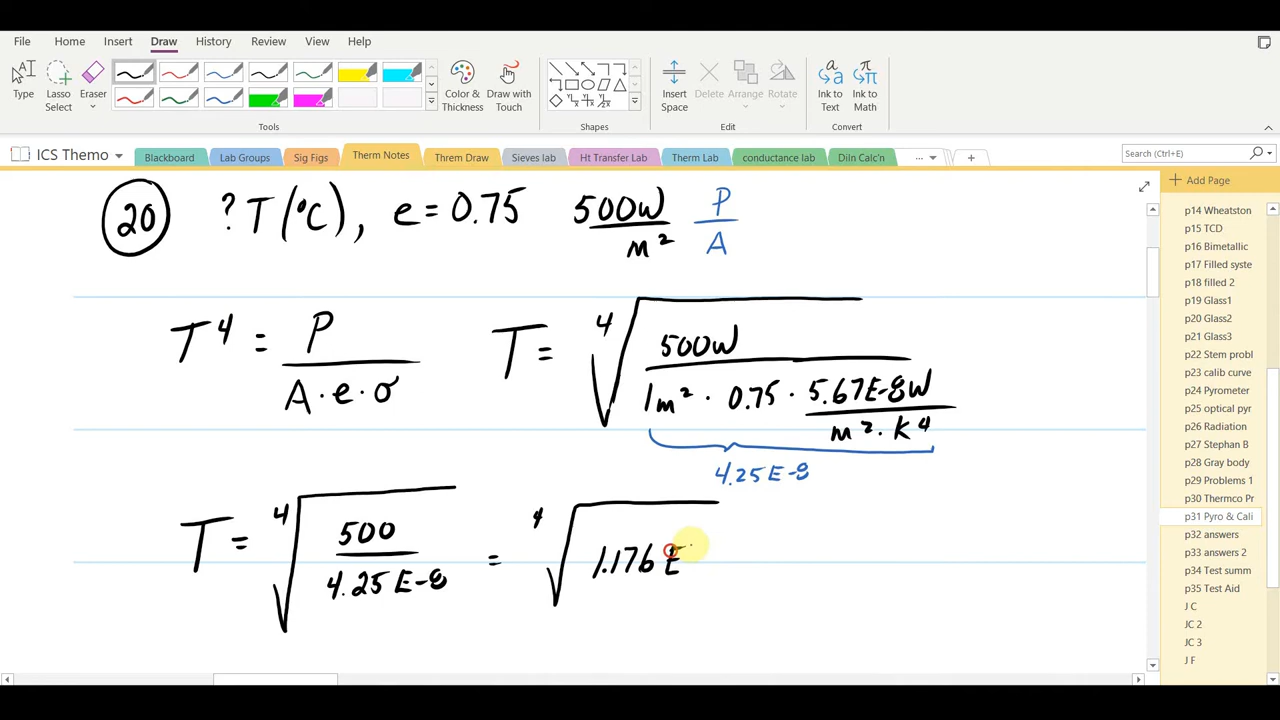 File Home Insert Draw History Review View Help
Type Lasso Select Eraser Color & Thickness Draw with Touch Insert Space Delete Arrange Rotate Ink to Text Ink to Math
Tools Shapes Edit Convert
ICS Themo Blackboard Lab Groups Sig Figs Therm Notes Threm Draw Sieves lab Ht Transfer Lab Therm Lab conductance lab Diln Calc'n ... + Search (Ctrl+E)
Add Page
p14 Wheatston
p15 TCD
p16 Bimetallic
p17 Filled syste
p18 filled 2
p19 Glass1
p20 Glass2
p21 Glass3
p22 Stem probl
p23 calib curve
p24 Pyrometer
p25 optical pyr
p26 Radiation
p27 Stephan B
p28 Gray body
p29 Problems 1
p30 Thermco Pr
p31 Pyro & Cali
p32 answers
p33 answers 2
p34 Test summ
p35 Test Aid
J C
JC 2
JC 3
J F
20 ? T (°C), e = 0.75 500W/m² P/A
T⁴ = P/(A · e · σ) T = ⁴√(500W/(1m² · 0.75 · 5.67E-8W/(m² · K⁴)))
4.25 E-8
T = ⁴√(500/(4.25 E-8)) = ⁴√(1.176 E